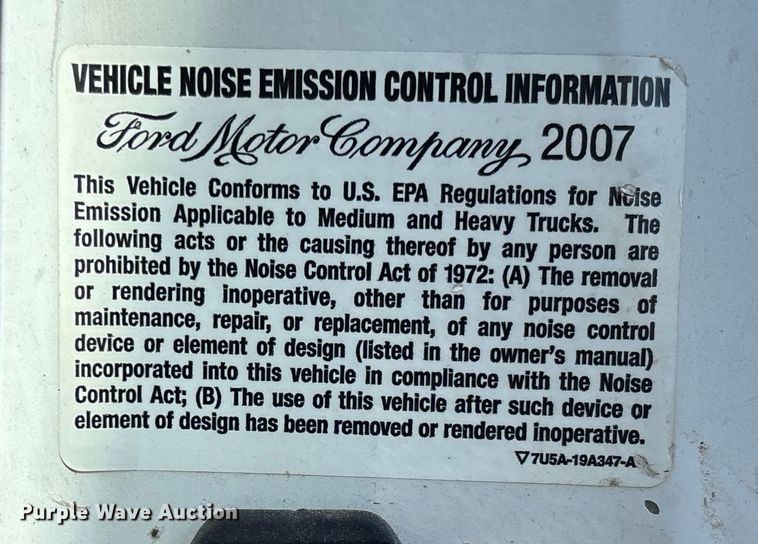 VEHICLE NOISE EMISSION CONTROL INFORMATION
Ford Motor Company 2007
This Vehicle Conforms to U.S. EPA Regulations for Noise
Emission Applicable to Medium and Heavy Trucks. The
following acts or the causing thereof by any person are
prohibited by the Noise Control Act of 1972: (A) The removal
or rendering inoperative, other than for purposes of
maintenance, repair, or replacement, of any noise control
device or element of design (listed in the owner's manual)
incorporated into this vehicle in compliance with the Noise
Control Act; (B) The use of this vehicle after such device or
element of design has been removed or rendered inoperative.
▽7U5A-19A347-A
Purple Wave Auction